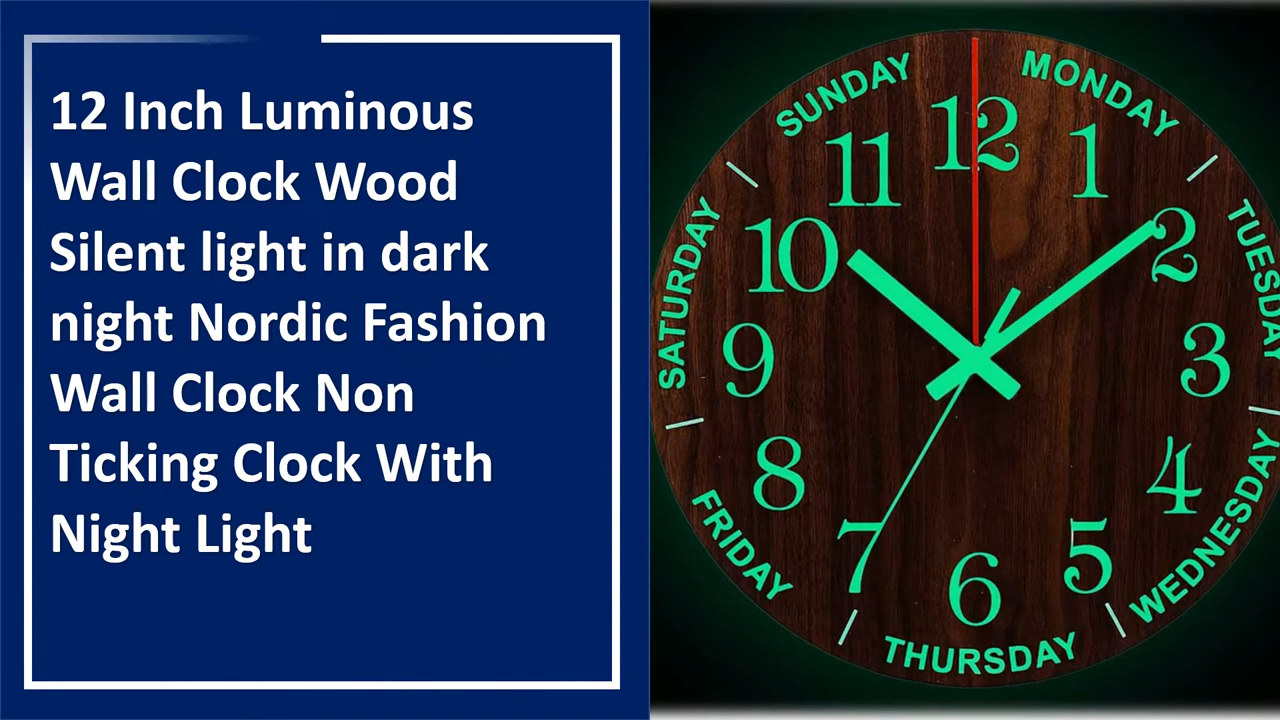 12 Inch Luminous
Wall Clock Wood
Silent light in dark
night Nordic Fashion
Wall Clock Non
Ticking Clock With
Night Light
SUNDAY
MONDAY
TUESDAY
WEDNESDAY
THURSDAY
FRIDAY
SATURDAY
12
1
2
3
4
5
6
7
8
9
10
11